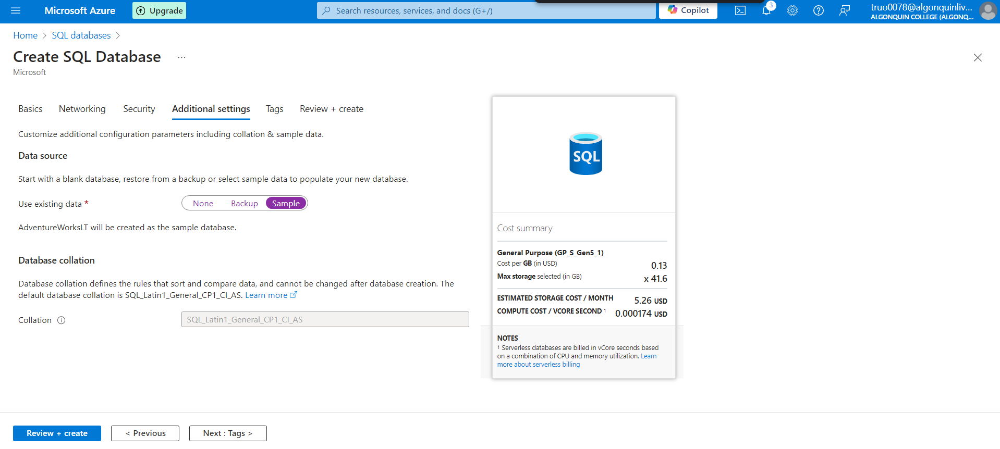 Microsoft Azure
Upgrade
Search resources, services, and docs (G+/)
Copilot
3
truo0078@algonquinliv...
ALGONQUIN COLLEGE (ALGONQ...
Home > SQL databases >
Create SQL Database ...
Microsoft
Basics Networking Security Additional settings Tags Review + create
Customize additional configuration parameters including collation & sample data.
Data source
Start with a blank database, restore from a backup or select sample data to populate your new database.
Use existing data *
None Backup Sample
AdventureWorksLT will be created as the sample database.
Database collation
Database collation defines the rules that sort and compare data, and cannot be changed after database creation. The
default database collation is SQL_Latin1_General_CP1_CI_AS. Learn more
Collation
SQL_Latin1_General_CP1_CI_AS
SQL
Cost summary
General Purpose (GP_S_Gen5_1)
Cost per GB (in USD) 0.13
Max storage selected (in GB) x 41.6
ESTIMATED STORAGE COST / MONTH 5.26 USD
COMPUTE COST / VCORE SECOND ¹ 0.000174 USD
NOTES
¹ Serverless databases are billed in vCore seconds based
on a combination of CPU and memory utilization. Learn
more about serverless billing
Review + create
< Previous
Next : Tags >